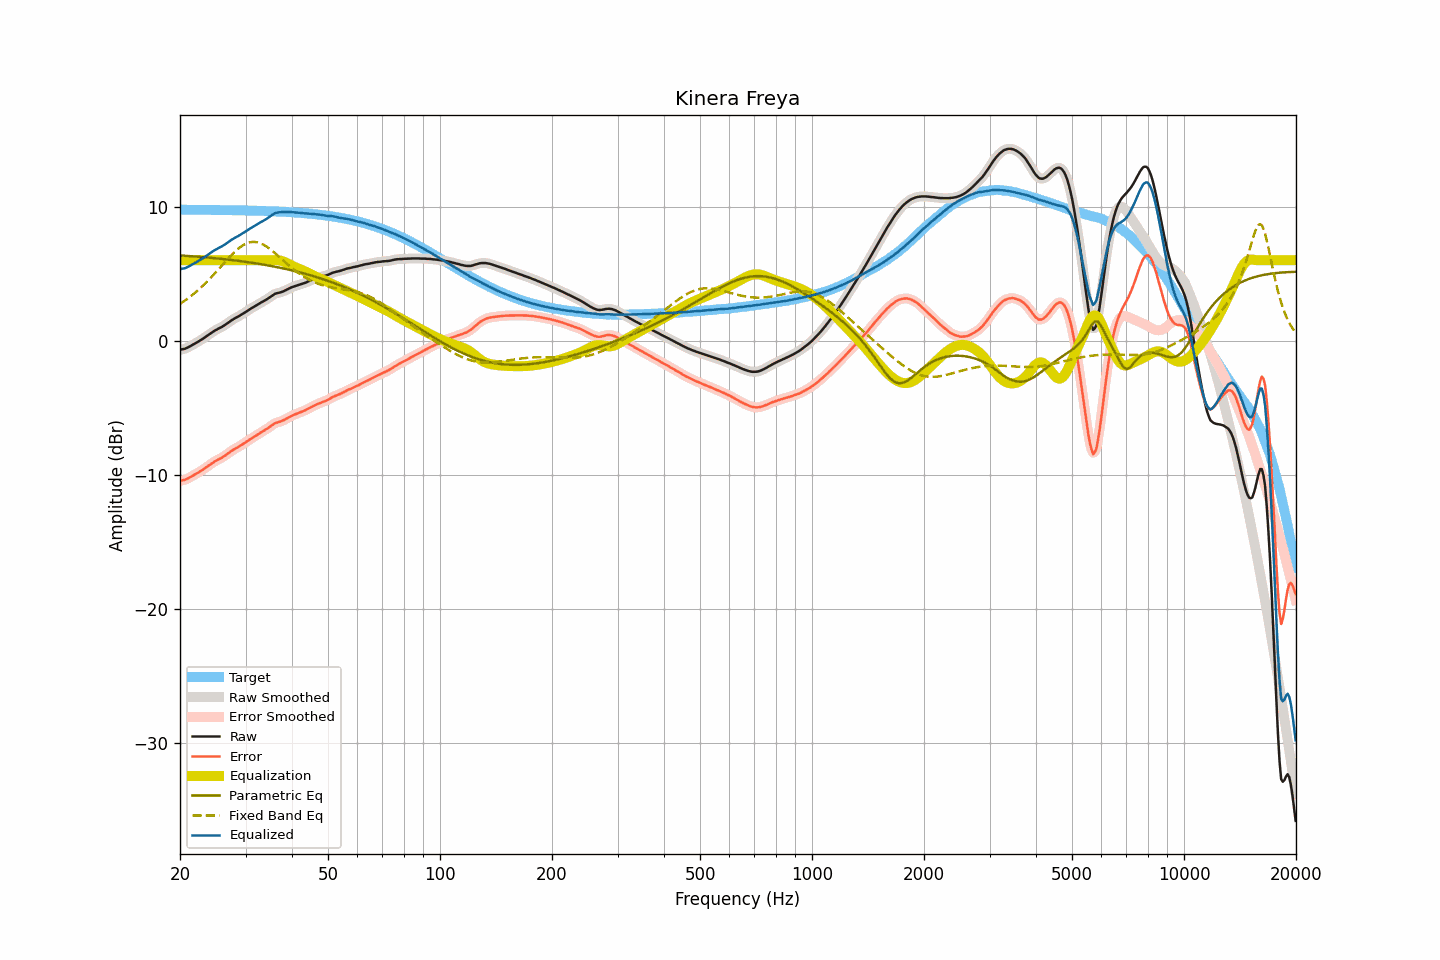 Kinera Freya
Amplitude (dBr)
10
0
−10
−20
−30
Target
Raw Smoothed
Error Smoothed
Raw
Error
Equalization
Parametric Eq
Fixed Band Eq
Equalized
20 50 100 200 500 1000 2000 5000 10000 20000
Frequency (Hz)